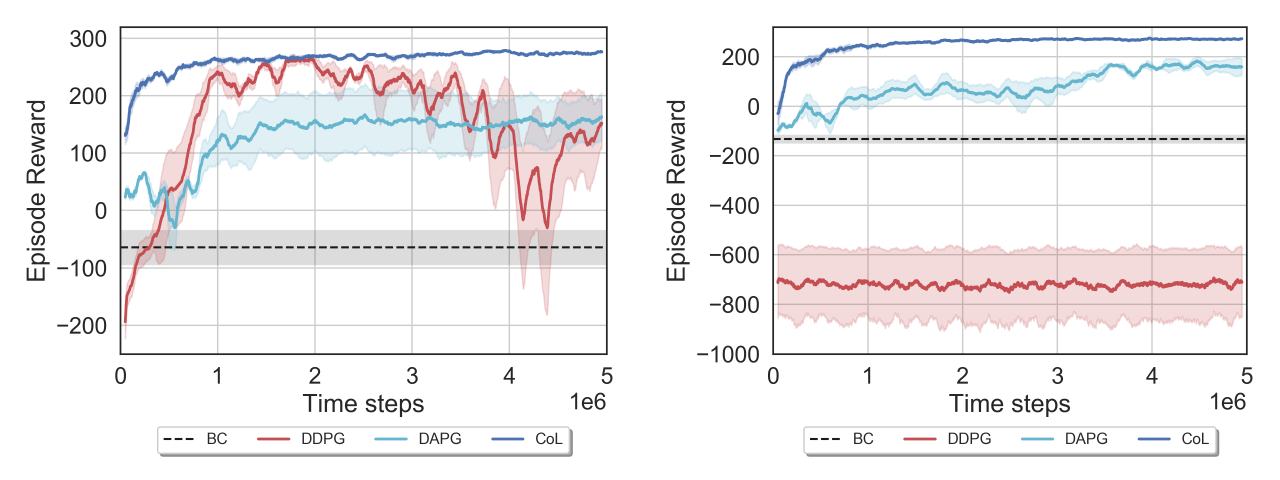 300
200
100
0
−100
−200
Episode Reward
0 1 2 3 4 5
Time steps 1e6
BC DDPG DAPG CoL
200
0
−200
−400
−600
−800
−1000
Episode Reward
0 1 2 3 4 5
Time steps 1e6
BC DDPG DAPG CoL